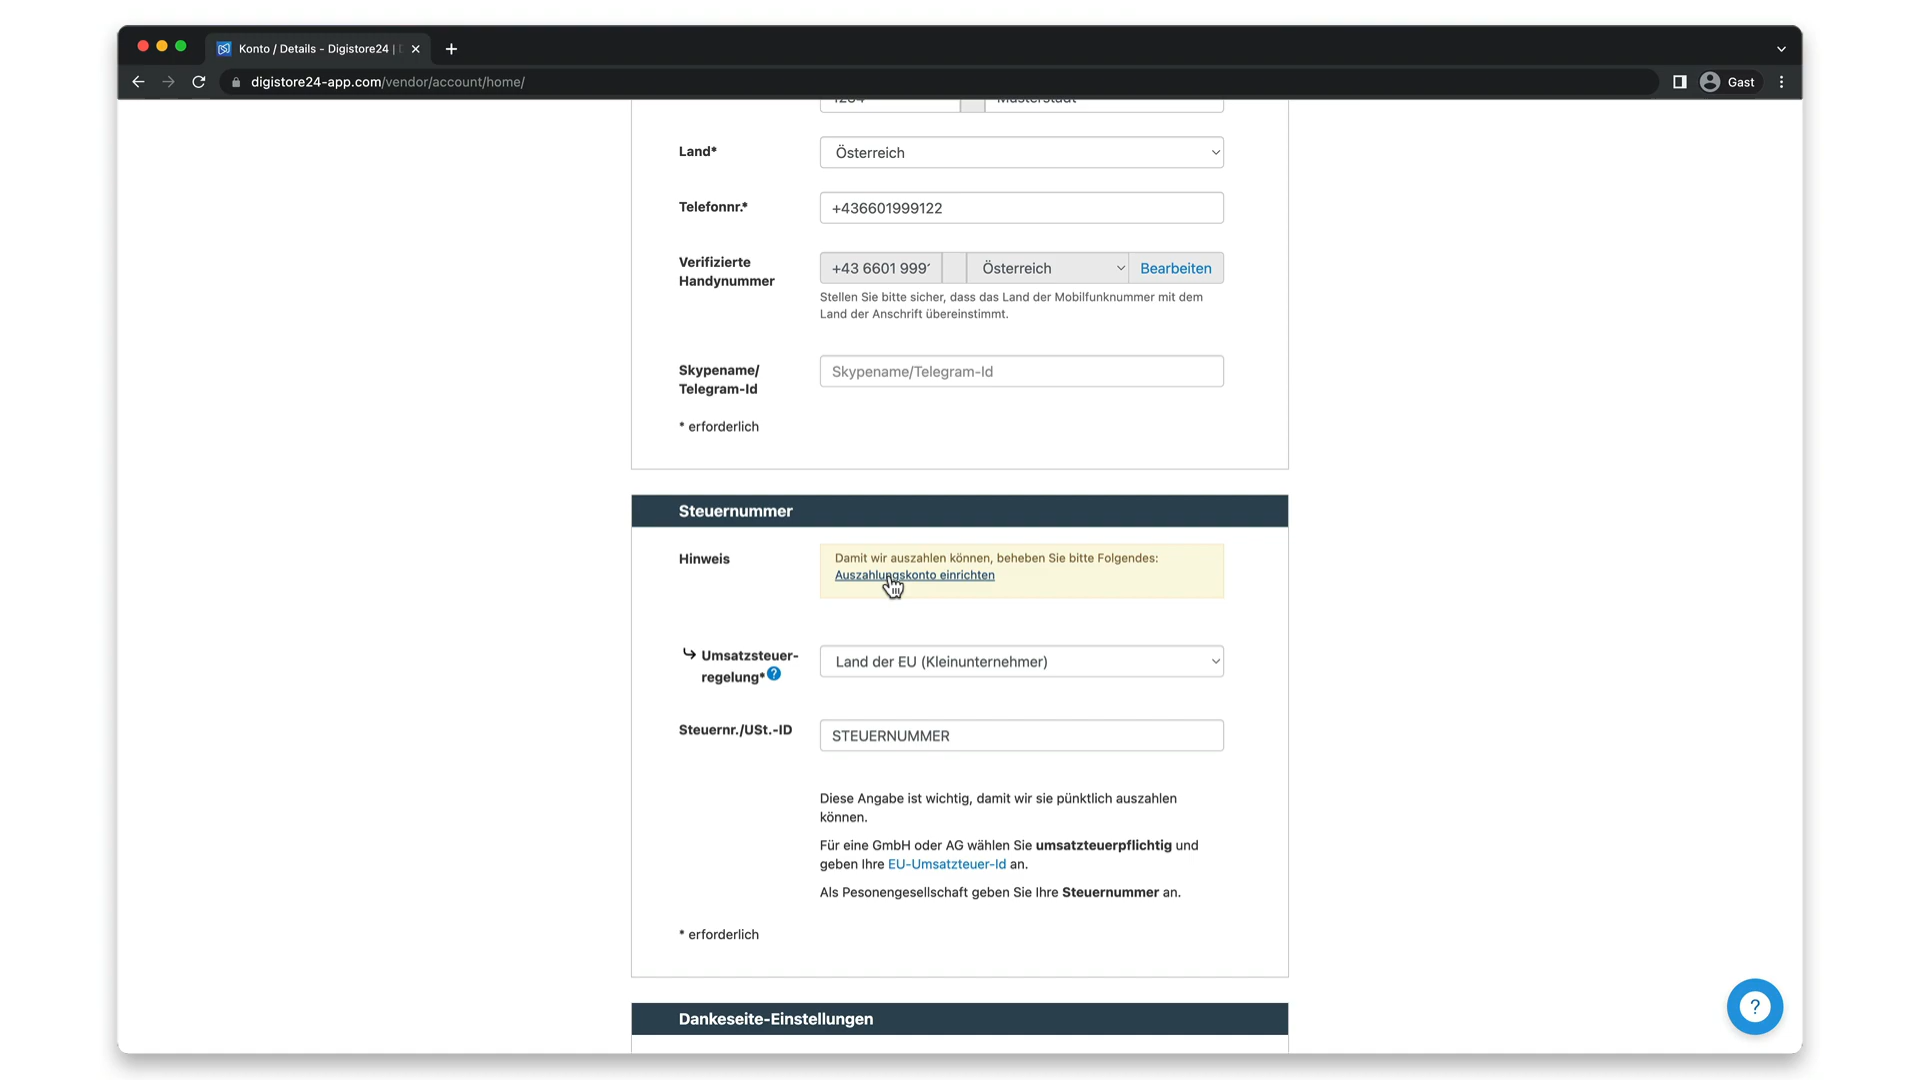 Konto / Details - Digistore24 |
digistore24-app.com/vendor/account/home/
Gast
1234
Musterstadt
Land*
Österreich
Telefonnr.*
+436601999122
Verifizierte
Handynummer
+43 6601 999
Österreich
Bearbeiten
Stellen Sie bitte sicher, dass das Land der Mobilfunknummer mit dem
Land der Anschrift übereinstimmt.
Skypename/
Telegram-Id
Skypename/Telegram-Id
* erforderlich
Steuernummer
Hinweis
Damit wir auszahlen können, beheben Sie bitte Folgendes:
Auszahlungskonto einrichten
Umsatzsteuer-
regelung*
?
Land der EU (Kleinunternehmer)
Steuernr./USt.-ID
STEUERNUMMER
Diese Angabe ist wichtig, damit wir sie pünktlich auszahlen
können.
Für eine GmbH oder AG wählen Sie umsatzteuerpflichtig und
geben Ihre EU-Umsatzteuer-Id an.
Als Pesonengesellschaft geben Sie Ihre Steuernummer an.
* erforderlich
Dankeseite-Einstellungen
?